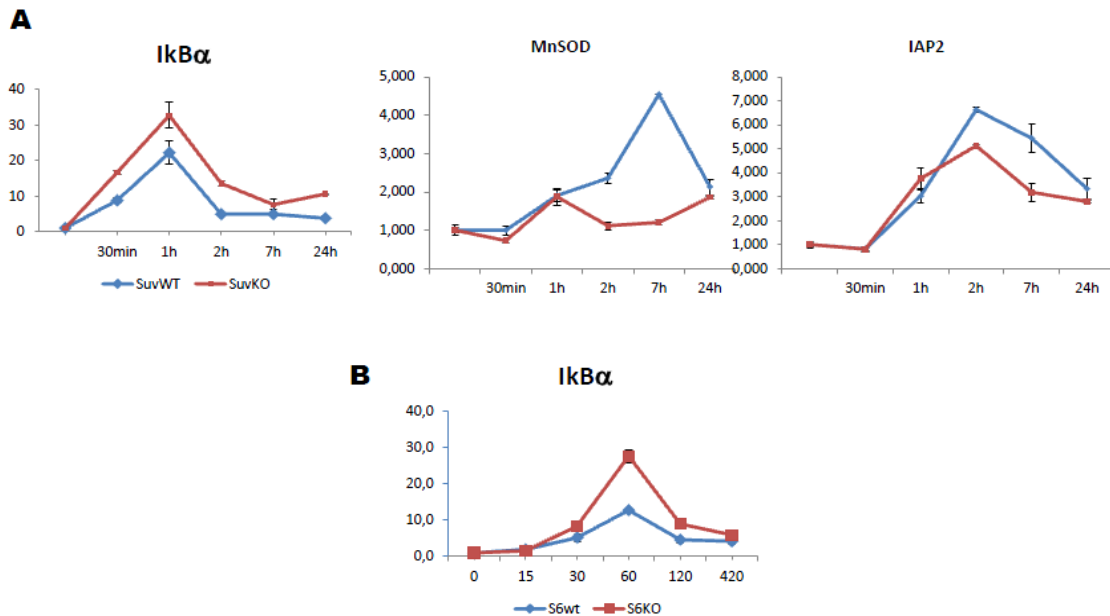 A
IkBα
40
30
20
10
0
30min 1h 2h 7h 24h
SuvWT SuvKO
MnSOD
5,000
4,000
3,000
2,000
1,000
0,000
30min 1h 2h 7h 24h
IAP2
8,000
7,000
6,000
5,000
4,000
3,000
2,000
1,000
0,000
30min 1h 2h 7h 24h
B
IkBα
40,0
30,0
20,0
10,0
0,0
0 15 30 60 120 420
S6wt S6KO